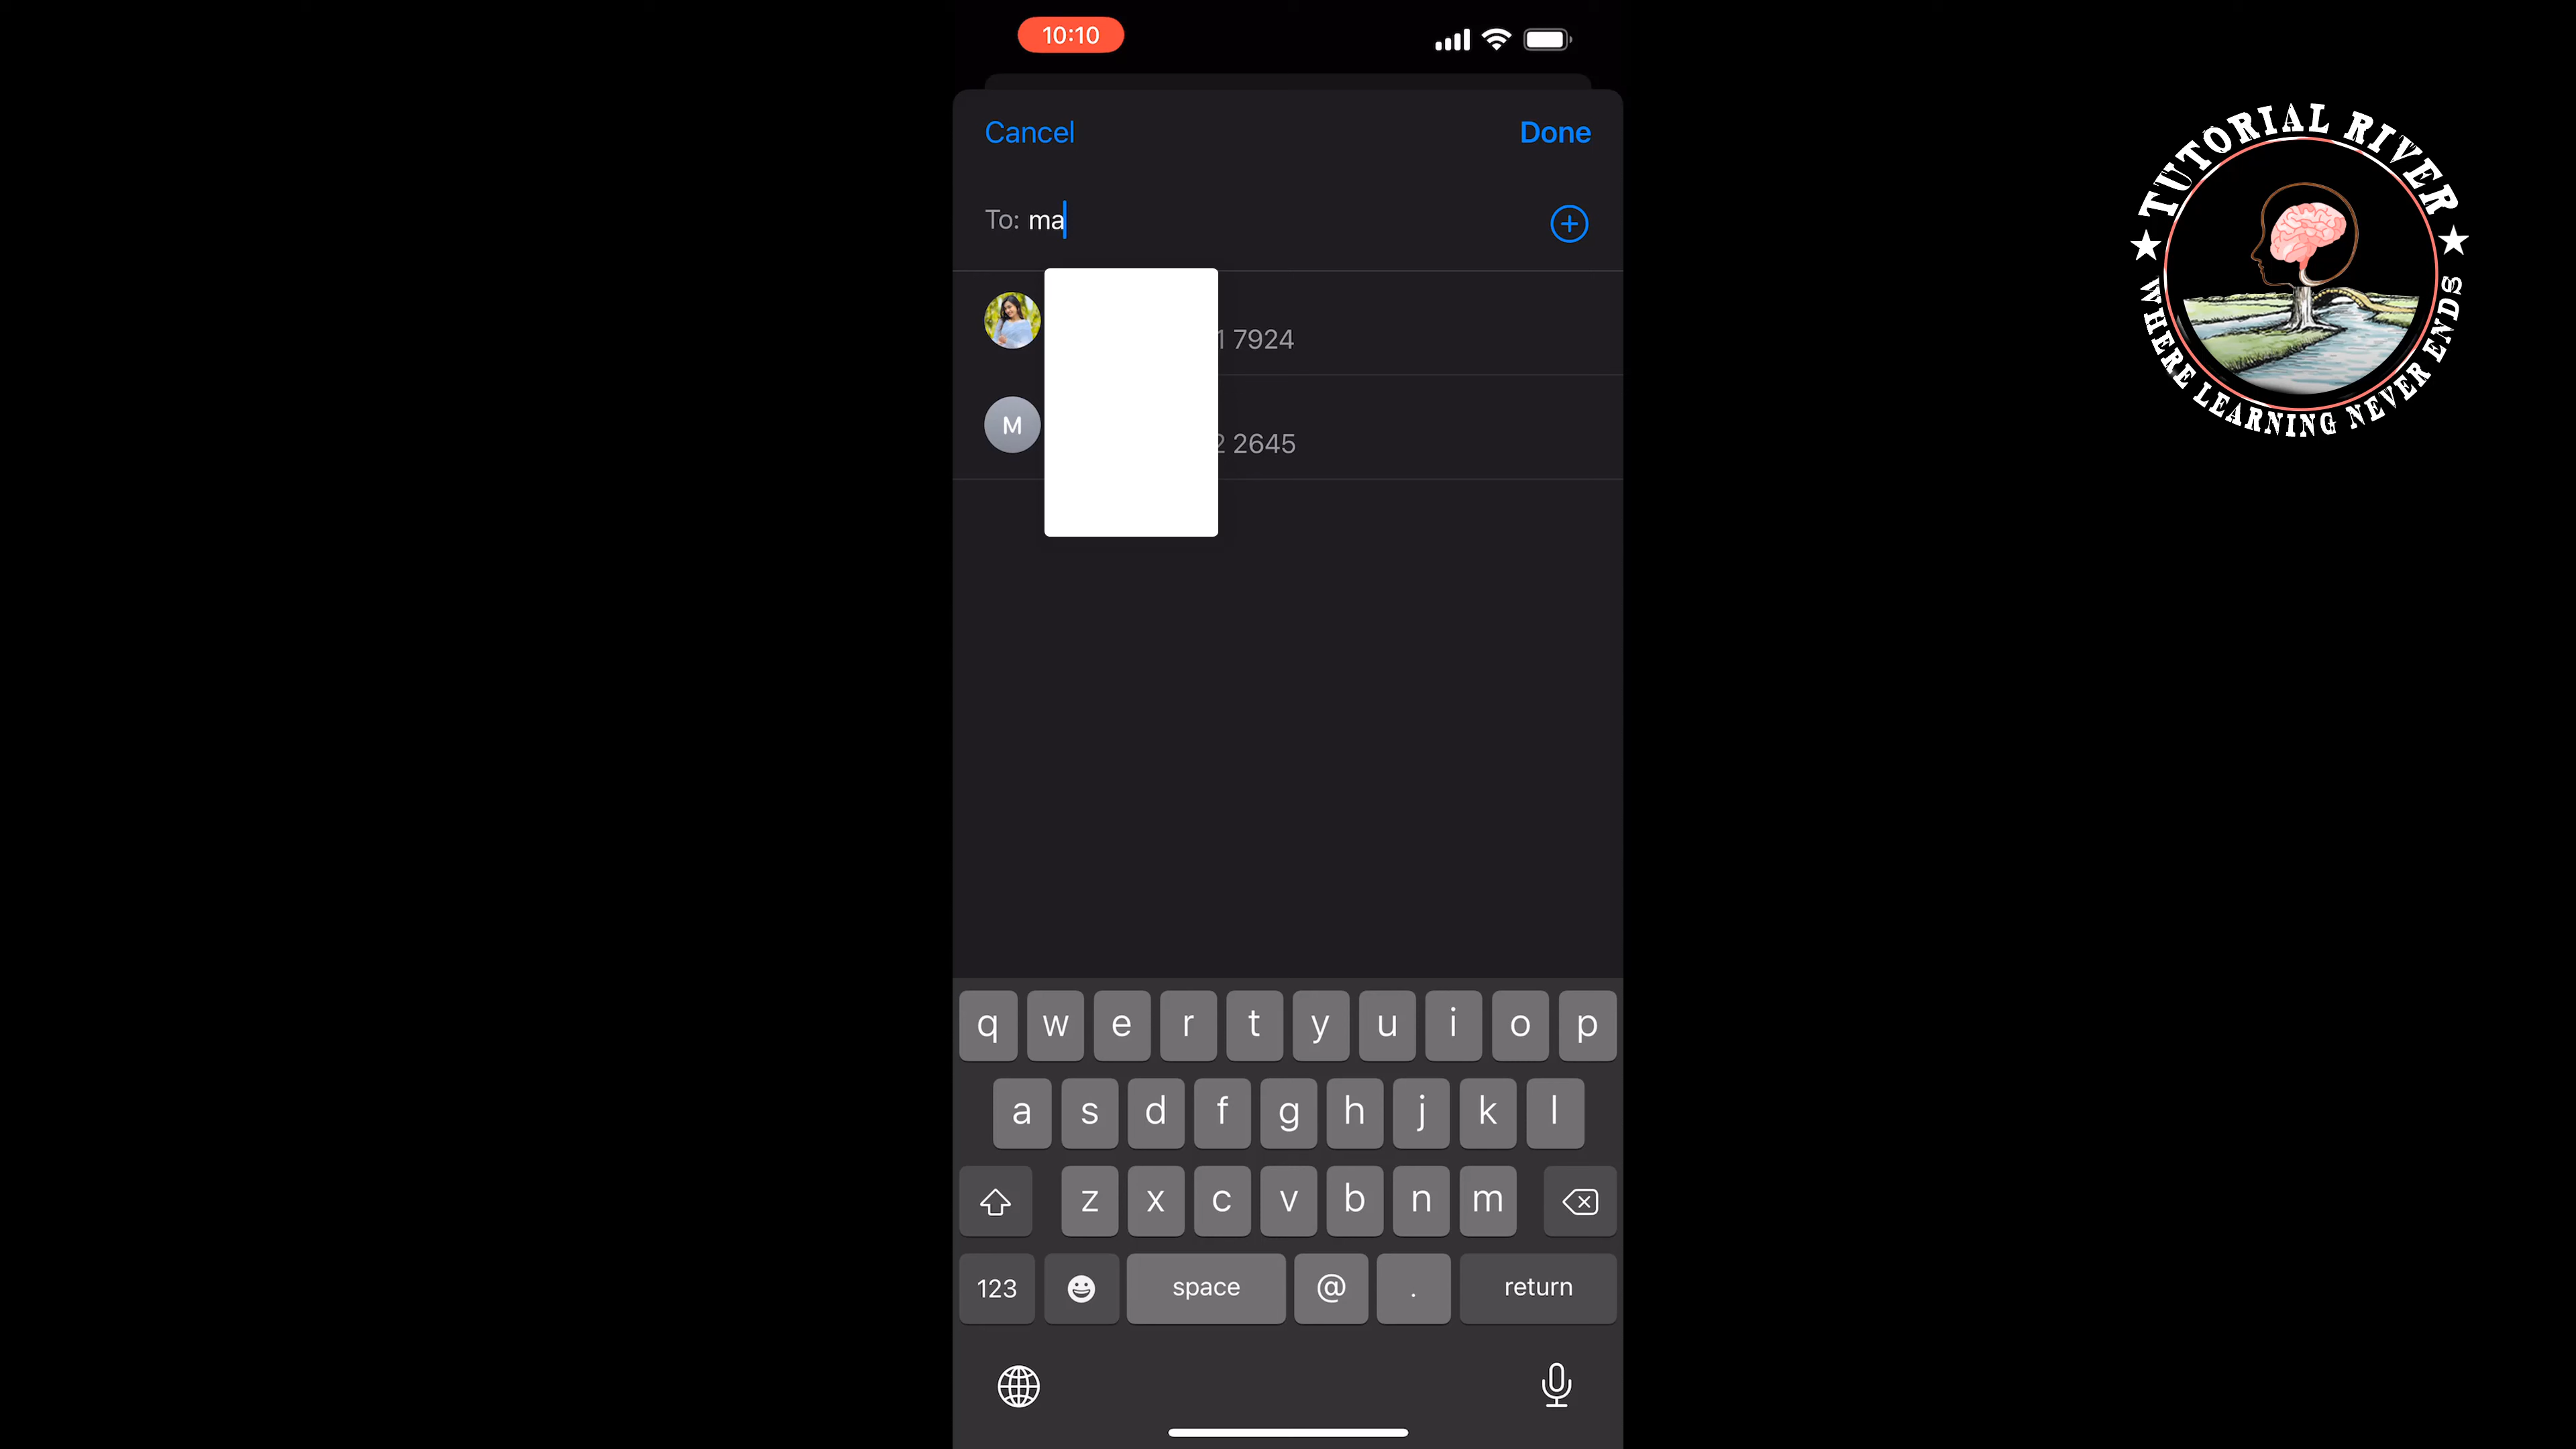 10:10
Cancel
Done
To: ma
1 7924
M
2 2645
q w e r t y u i o p
a s d f g h j k l
z x c v b n m
123 space @ . return
TUTORIAL RIVER
WHERE LEARNING NEVER ENDS